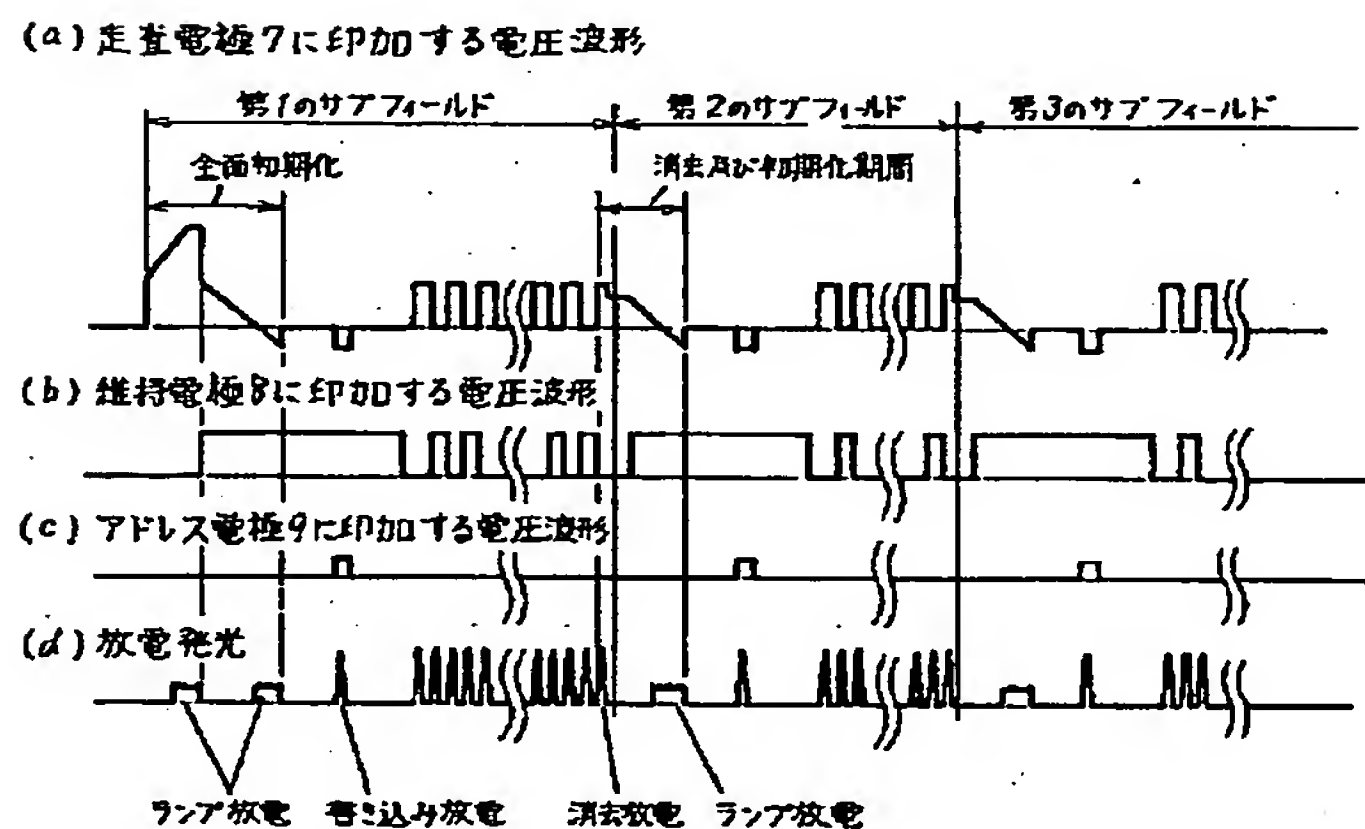 (a) 走査電極7に印加する電圧波形
第1のサブフィールド 第2のサブフィールド 第3のサブフィールド
全面初期化 消去及び初期化期間
(b) 維持電極8に印加する電圧波形
(c) アドレス電極9に印加する電圧波形
(d) 放電発光
ランプ放電 書き込み放電 消去放電 ランプ放電